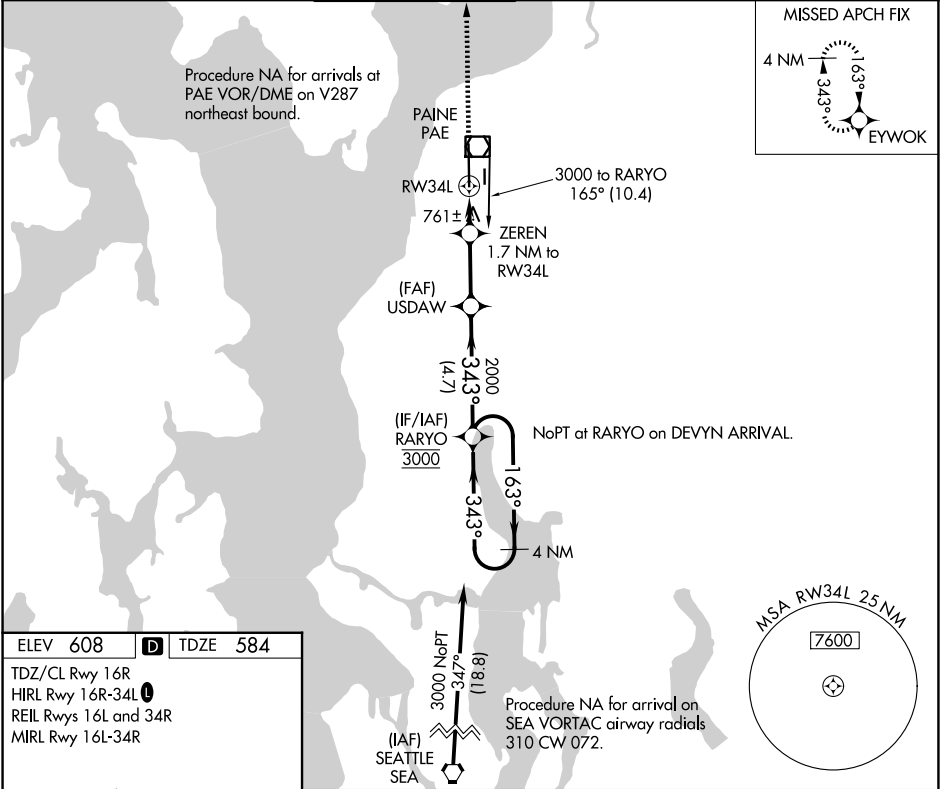 MISSED APCH FIX
4 NM
163°
343°
EYWOK
Procedure NA for arrivals at
PAE VOR/DME on V287
northeast bound.
PAINE
PAE
RW34L
3000 to RARYO
165° (10.4)
761±
ZEREN
1.7 NM to
RW34L
(FAF)
USDAW
2000
343°
(4.7)
(IF/IAF)
RARYO
3000
NoPT at RARYO on DEVYN ARRIVAL.
163°
343°
4 NM
MSA RW34L 25 NM
7600
3000 NoPT
347°
(18.8)
Procedure NA for arrival on
SEA VORTAC airway radials
310 CW 072.
(IAF)
SEATTLE
SEA
ELEV 608 D TDZE 584
TDZ/CL Rwy 16R
HIRL Rwy 16R-34L L
REIL Rwys 16L and 34R
MIRL Rwy 16L-34R